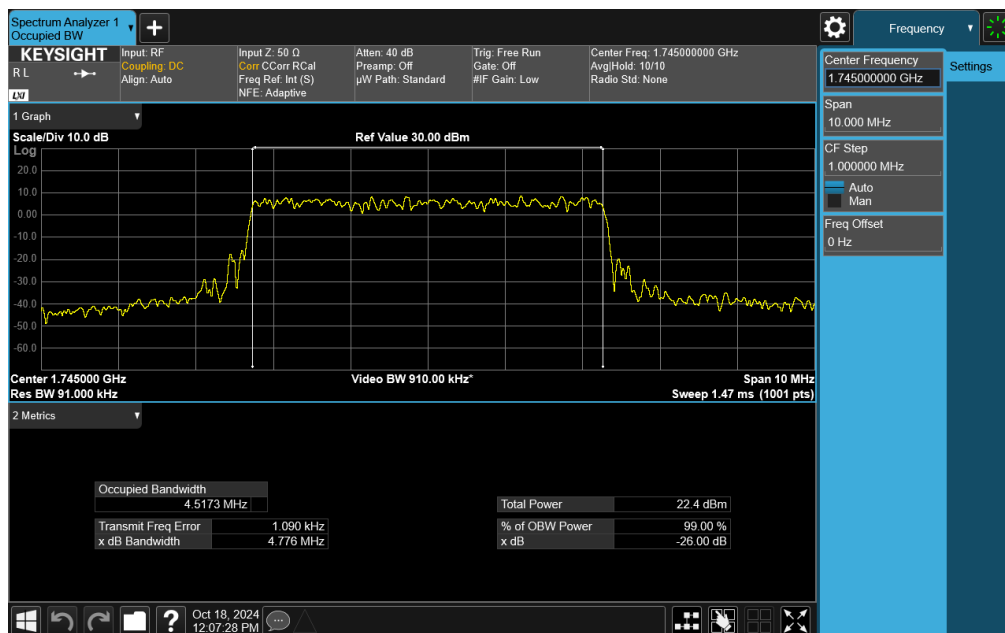 Spectrum Analyzer 1
Occupied BW
Frequency
KEYSIGHT
R L
LXI
Input: RF
Coupling: DC
Align: Auto
Input Z: 50 Ω
Corr CCorr RCal
Freq Ref: Int (S)
NFE: Adaptive
Atten: 40 dB
Preamp: Off
µW Path: Standard
Trig: Free Run
Gate: Off
#IF Gain: Low
Center Freq: 1.745000000 GHz
Avg|Hold: 10/10
Radio Std: None
Center Frequency
1.745000000 GHz
Settings
Span
10.000 MHz
CF Step
1.000000 MHz
Auto
Man
Freq Offset
0 Hz
1 Graph
Scale/Div 10.0 dB
Ref Value 30.00 dBm
Log
20.0
10.0
0.00
-10.0
-20.0
-30.0
-40.0
-50.0
-60.0
Center 1.745000 GHz
Video BW 910.00 kHz*
Span 10 MHz
Res BW 91.000 kHz
Sweep 1.47 ms (1001 pts)
2 Metrics
Occupied Bandwidth
4.5173 MHz
Total Power 22.4 dBm
Transmit Freq Error 1.090 kHz
% of OBW Power 99.00 %
x dB Bandwidth 4.776 MHz
x dB -26.00 dB
?
Oct 18, 2024
12:07:28 PM